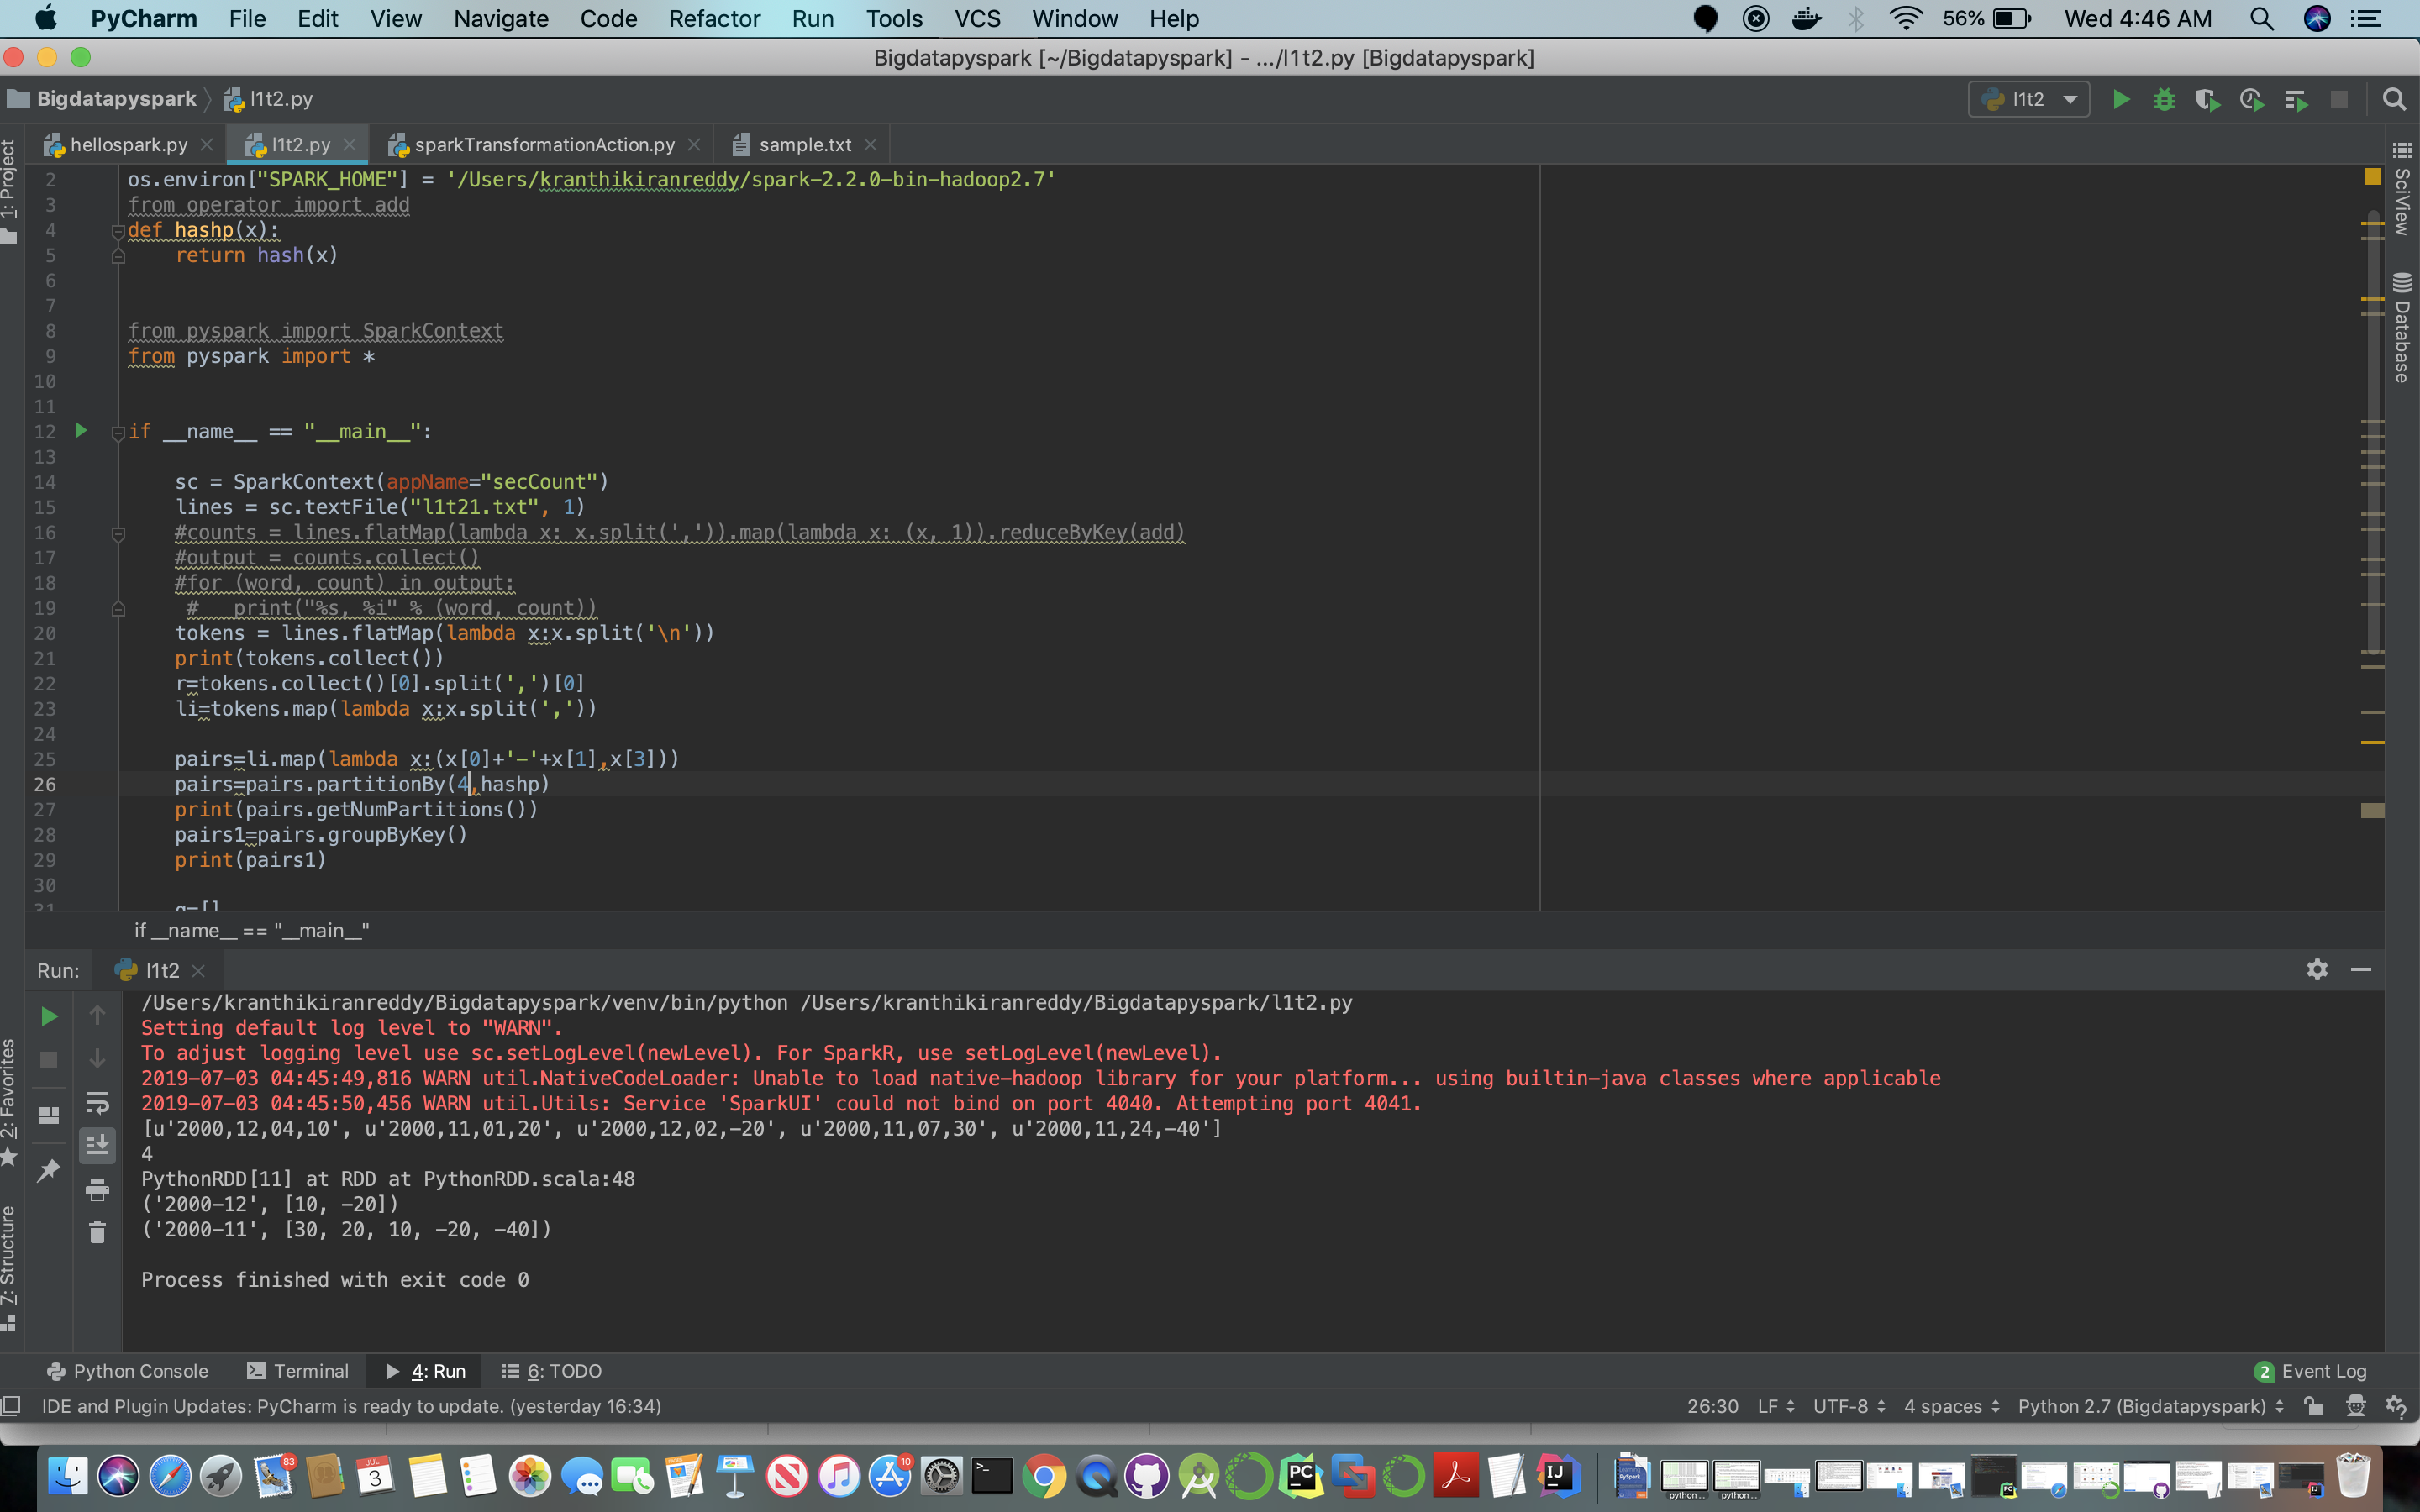 PyCharm File Edit View Navigate Code Refactor Run Tools VCS Window Help 56% Wed 4:46 AM
Bigdatapyspark [~/Bigdatapyspark] - .../l1t2.py [Bigdatapyspark]
Bigdatapyspark l1t2.py l1t2
hellospark.py l1t2.py sparkTransformationAction.py sample.txt
1: Project
SciView
Database
2 os.environ["SPARK_HOME"] = '/Users/kranthikiranreddy/spark-2.2.0-bin-hadoop2.7'
3 from operator import add
4 def hashp(x):
5 return hash(x)
6
7
8 from pyspark import SparkContext
9 from pyspark import *
10
11
12 if __name__ == "__main__":
13
14 sc = SparkContext(appName="secCount")
15 lines = sc.textFile("l1t21.txt", 1)
16 #counts = lines.flatMap(lambda x: x.split(',')).map(lambda x: (x, 1)).reduceByKey(add)
17 #output = counts.collect()
18 #for (word, count) in output:
19 # print("%s, %i" % (word, count))
20 tokens = lines.flatMap(lambda x:x.split('\n'))
21 print(tokens.collect())
22 r=tokens.collect()[0].split(',')[0]
23 li=tokens.map(lambda x:x.split(','))
24
25 pairs=li.map(lambda x:(x[0]+'-'+x[1],x[3]))
26 pairs=pairs.partitionBy(4,hashp)
27 print(pairs.getNumPartitions())
28 pairs1=pairs.groupByKey()
29 print(pairs1)
30
31 g=[]
if __name__ == "__main__"
Run: l1t2
/Users/kranthikiranreddy/Bigdatapyspark/venv/bin/python /Users/kranthikiranreddy/Bigdatapyspark/l1t2.py
Setting default log level to "WARN".
To adjust logging level use sc.setLogLevel(newLevel). For SparkR, use setLogLevel(newLevel).
2019-07-03 04:45:49,816 WARN util.NativeCodeLoader: Unable to load native-hadoop library for your platform... using builtin-java classes where applicable
2019-07-03 04:45:50,456 WARN util.Utils: Service 'SparkUI' could not bind on port 4040. Attempting port 4041.
[u'2000,12,04,10', u'2000,11,01,20', u'2000,12,02,-20', u'2000,11,07,30', u'2000,11,24,-40']
4
PythonRDD[11] at RDD at PythonRDD.scala:48
('2000-12', [10, -20])
('2000-11', [30, 20, 10, -20, -40])
Process finished with exit code 0
2: Favorites
7: Structure
Python Console Terminal 4: Run 6: TODO 2 Event Log
IDE and Plugin Updates: PyCharm is ready to update. (yesterday 16:34) 26:30 LF UTF-8 4 spaces Python 2.7 (Bigdatapyspark)
83 JUL 3 10 PC IJ PySpark python ... python ...